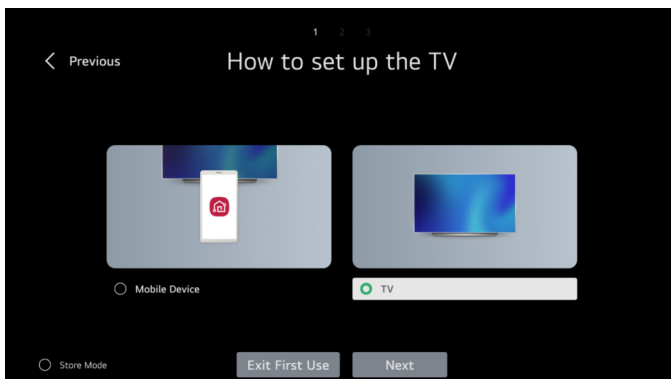 1 2 3
Previous
How to set up the TV
Mobile Device
TV
Store Mode
Exit First Use
Next